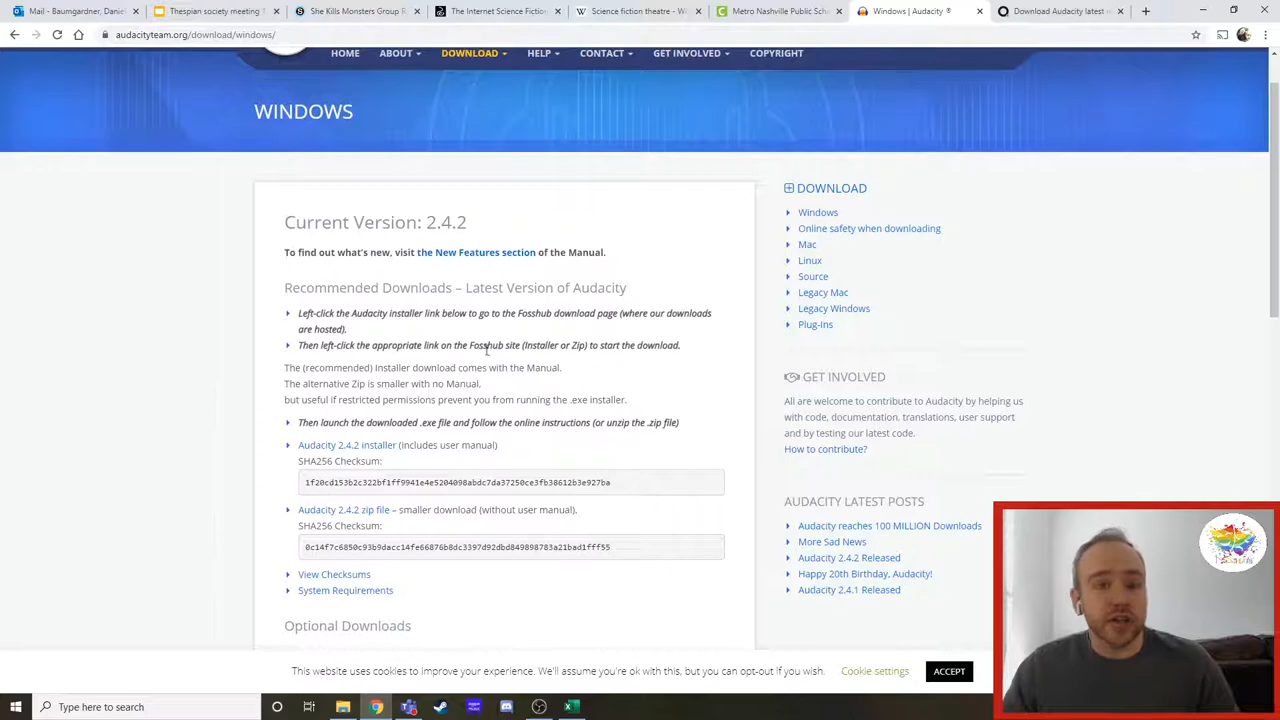 Mail - Baumgardner, Daniel
Thespian society meeting
She Kills Monsters Group R
The Internet Science Fiction
Science fiction theatre - Wi
Metro Nashville Public Sch
Windows | Audacity ®
Download Audacity latest v
audacityteam.org/download/windows/
HOME
ABOUT
DOWNLOAD
HELP
CONTACT
GET INVOLVED
COPYRIGHT
WINDOWS
Current Version: 2.4.2
To find out what's new, visit the New Features section of the Manual.
Recommended Downloads – Latest Version of Audacity
Left-click the Audacity installer link below to go to the Fosshub download page (where our downloads
are hosted).
Then left-click the appropriate link on the Fosshub site (Installer or Zip) to start the download.
The (recommended) Installer download comes with the Manual.
The alternative Zip is smaller with no Manual,
but useful if restricted permissions prevent you from running the .exe installer.
Then launch the downloaded .exe file and follow the online instructions (or unzip the .zip file)
Audacity 2.4.2 installer (includes user manual)
SHA256 Checksum:
1f20cd153b2c322bf1ff9941e4e5204098abdc7da37250ce3fb38612b3e927ba
Audacity 2.4.2 zip file – smaller download (without user manual).
SHA256 Checksum:
0c14f7c6850c93b9dacc14fe66876b8dc3397d92dbd849898783a21bad1fff55
View Checksums
System Requirements
Optional Downloads
DOWNLOAD
Windows
Online safety when downloading
Mac
Linux
Source
Legacy Mac
Legacy Windows
Plug-Ins
GET INVOLVED
All are welcome to contribute to Audacity by helping us
with code, documentation, translations, user support
and by testing our latest code.
How to contribute?
AUDACITY LATEST POSTS
Audacity reaches 100 MILLION Downloads
More Sad News
Audacity 2.4.2 Released
Happy 20th Birthday, Audacity!
Audacity 2.4.1 Released
This website uses cookies to improve your experience. We'll assume you're ok with this, but you can opt-out if you wish.
Cookie settings
ACCEPT
Type here to search